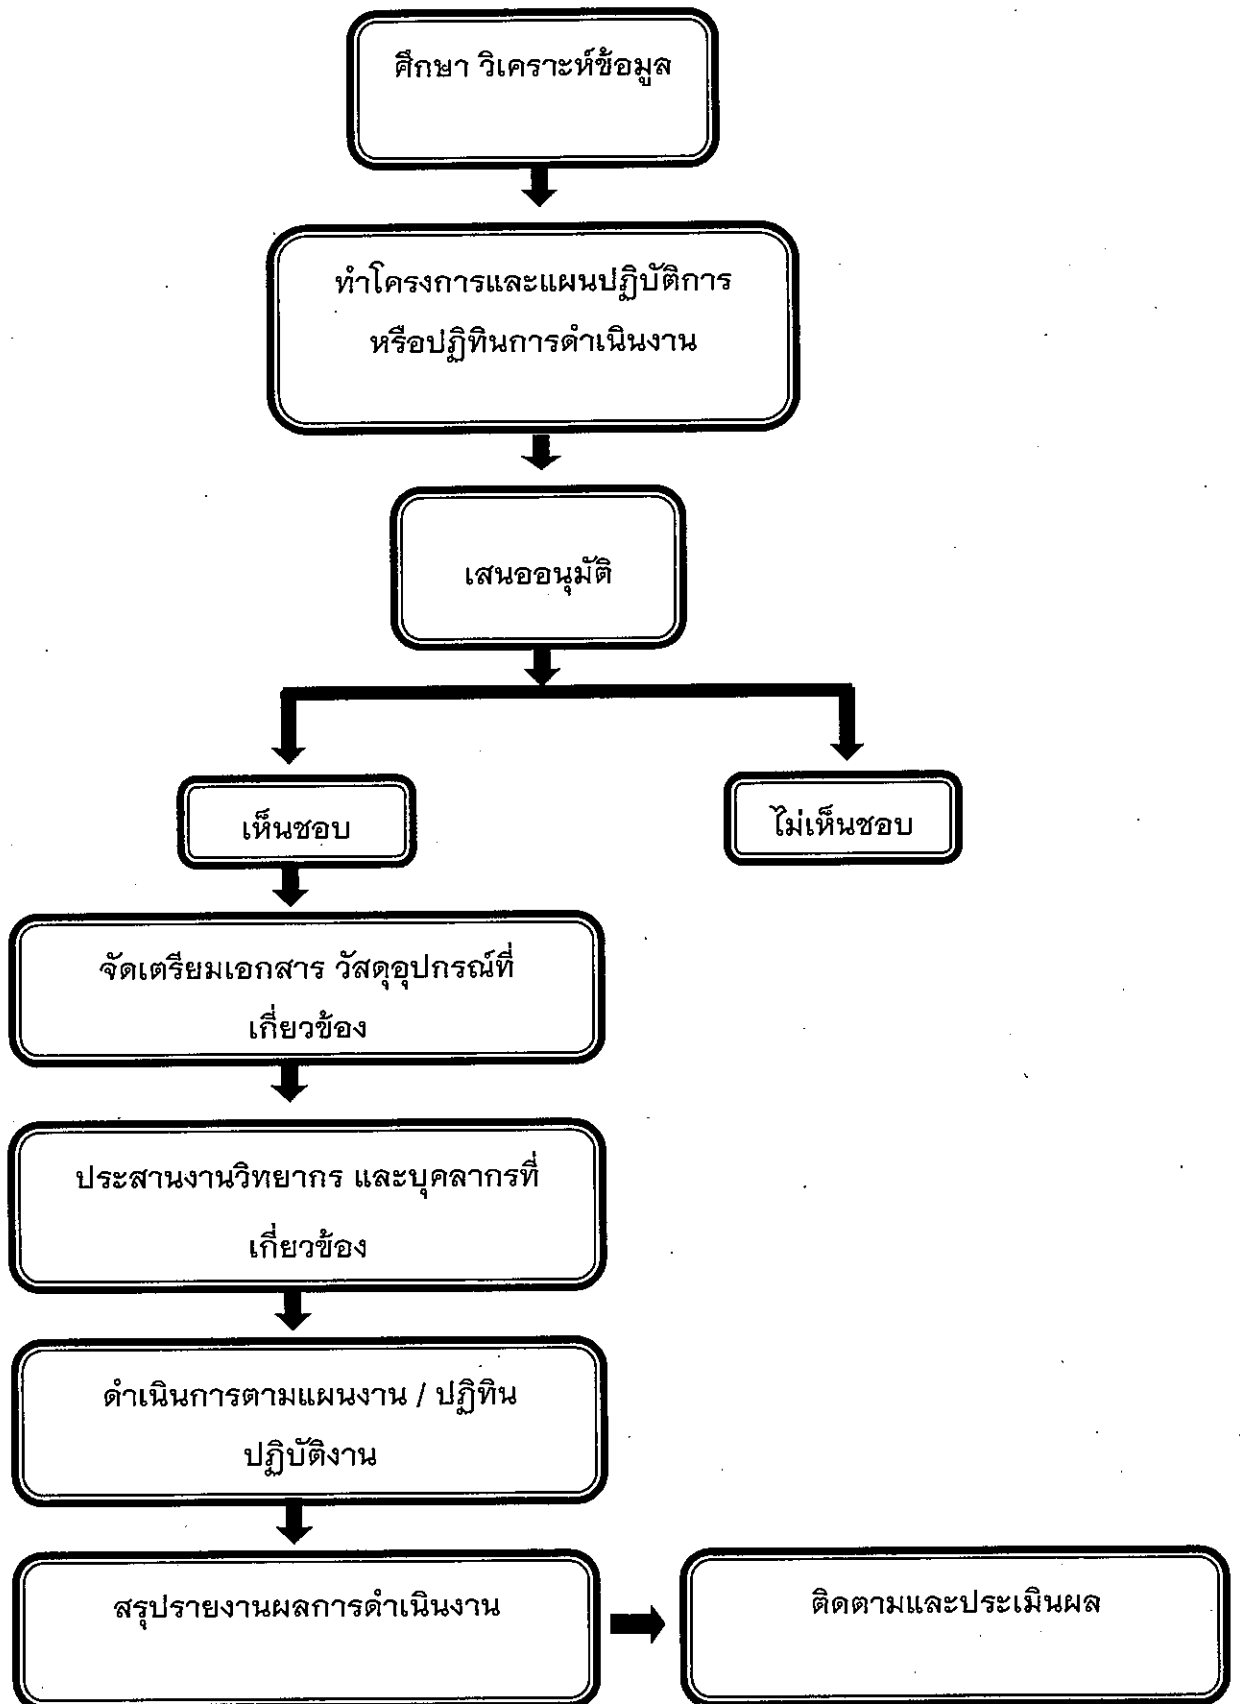 ศึกษา วิเคราะห์ข้อมูล
ทำโครงการและแผนปฏิบัติการ
หรือปฏิทินการดำเนินงาน
เสนออนุมัติ
เห็นชอบ
ไม่เห็นชอบ
จัดเตรียมเอกสาร วัสดุอุปกรณ์ที่
เกี่ยวข้อง
ประสานงานวิทยากร และบุคลากรที่
เกี่ยวข้อง
ดำเนินการตามแผนงาน / ปฏิทิน
ปฏิบัติงาน
สรุปรายงานผลการดำเนินงาน
ติดตามและประเมินผล